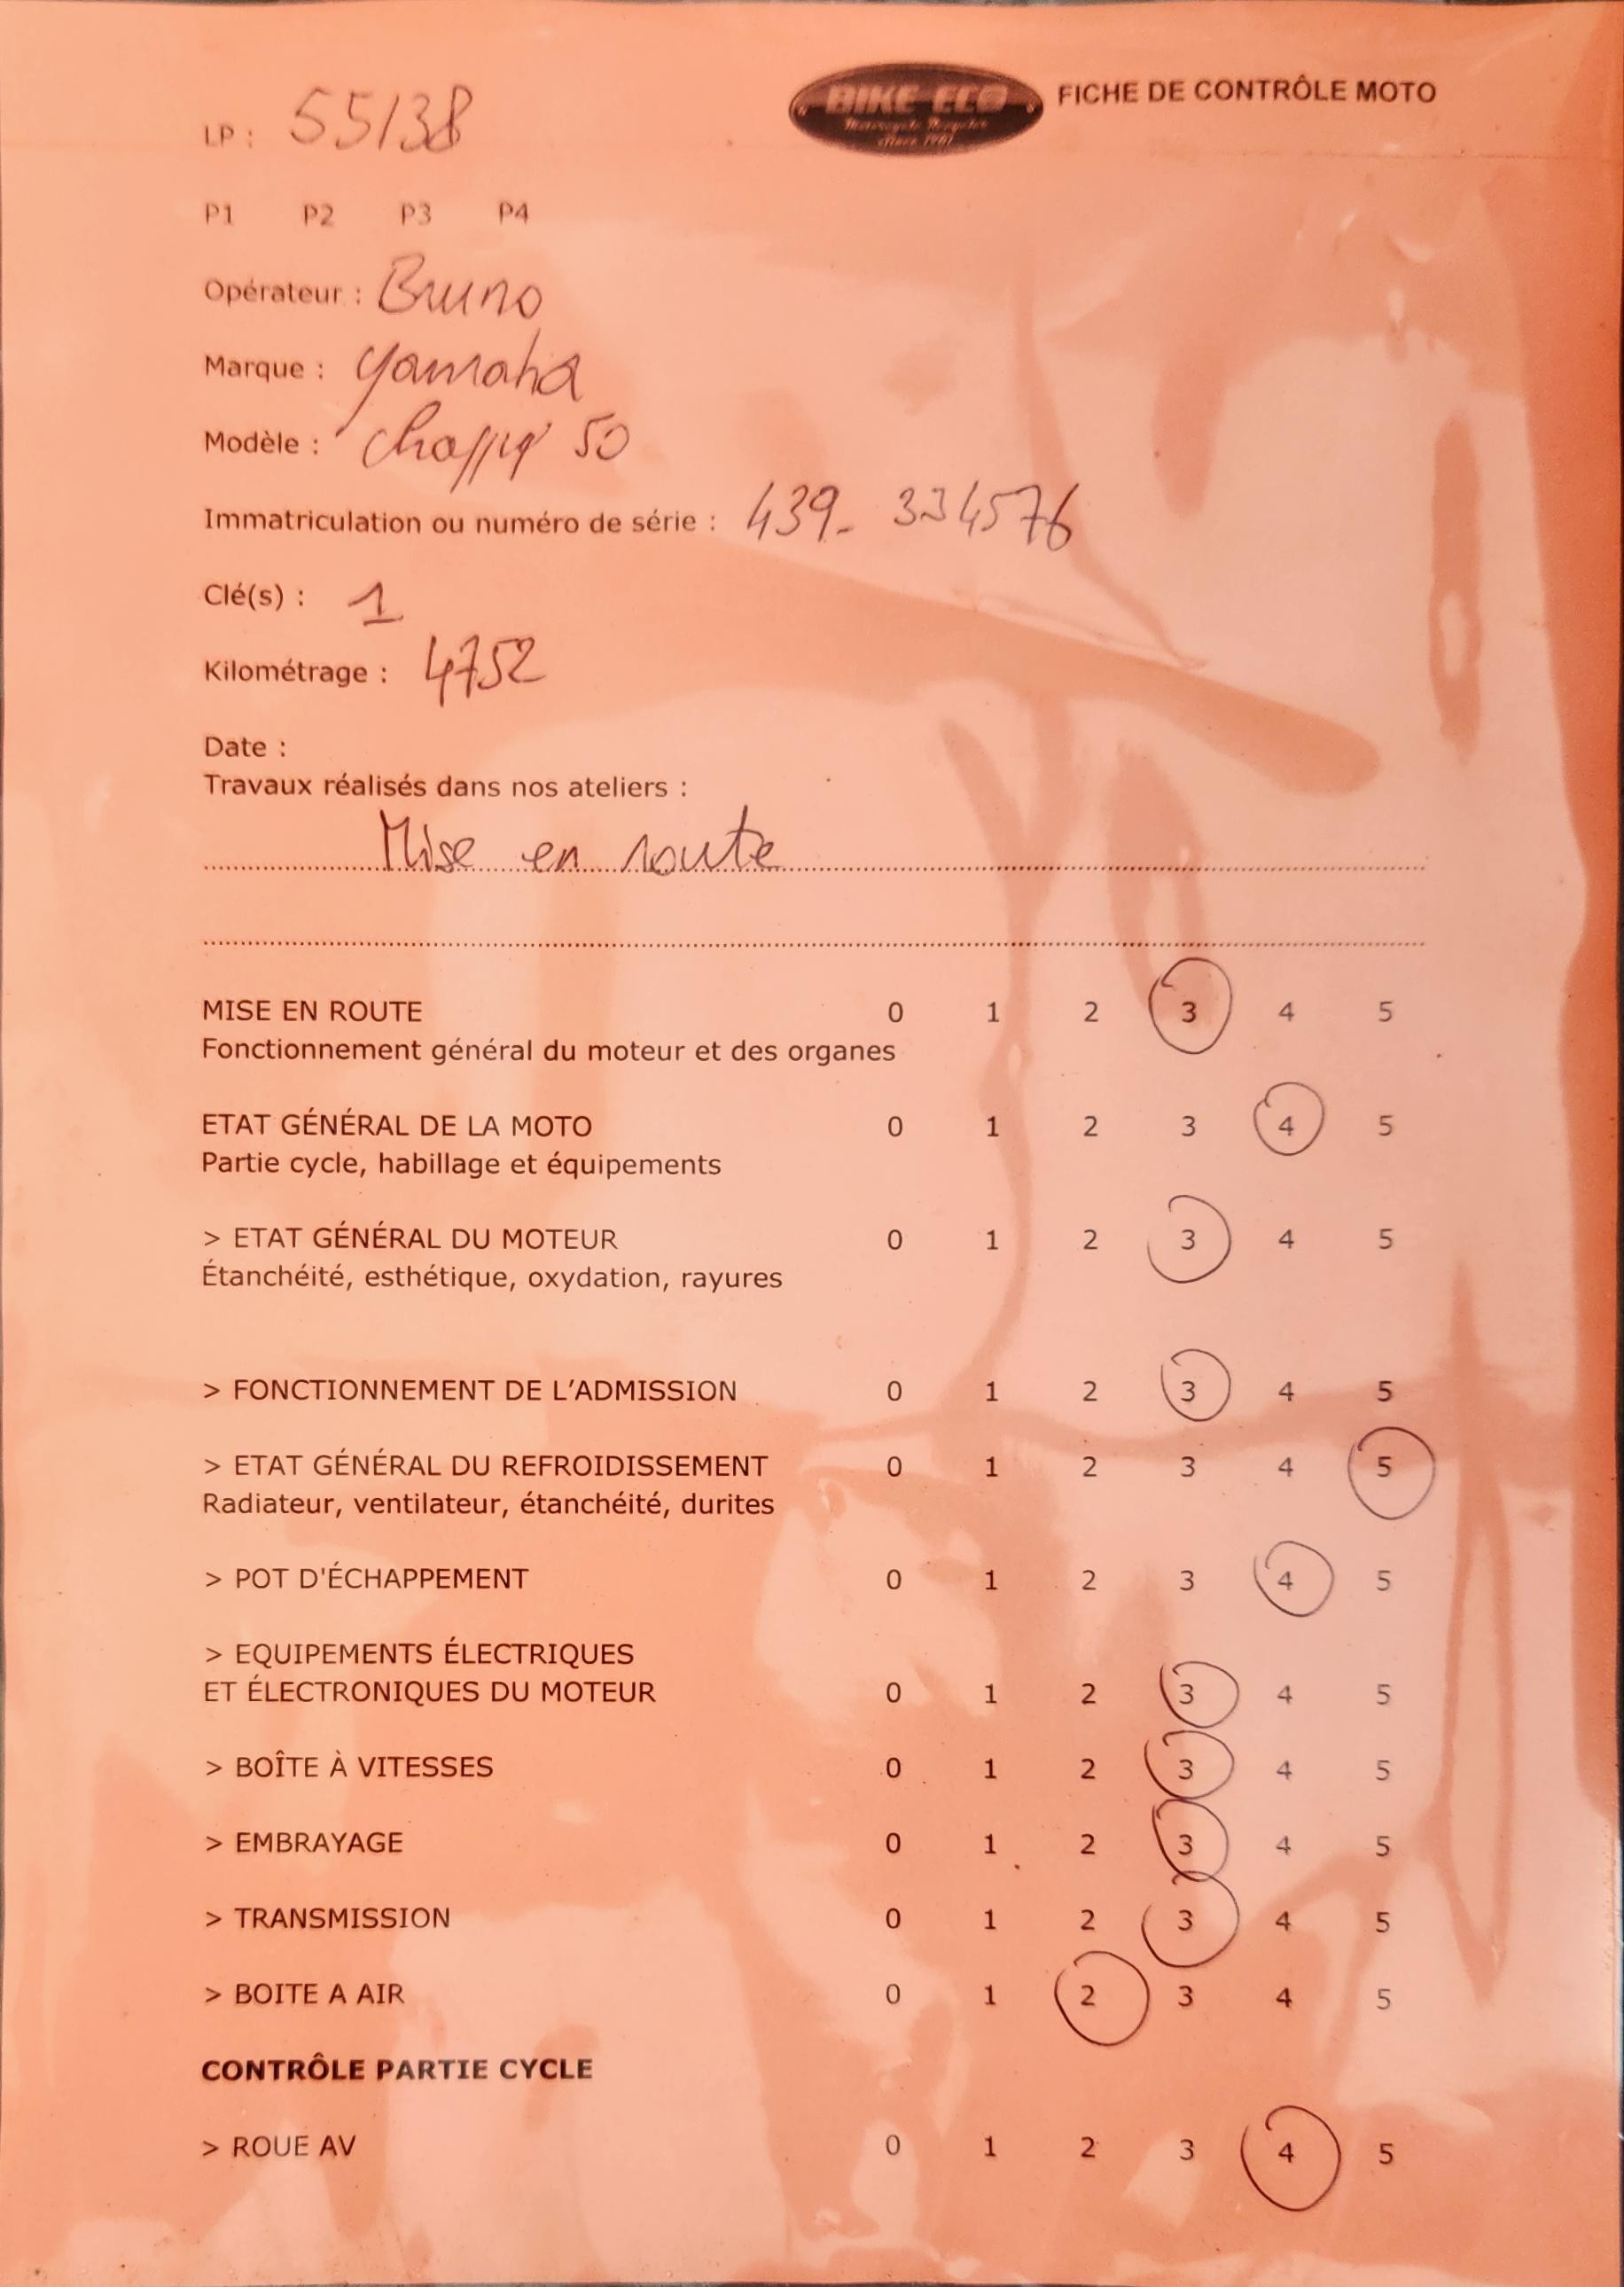 BIKE ECO
Motorcycle Recycler
FICHE DE CONTRÔLE MOTO
LP : 55138
P1 P2 P3 P4
Opérateur : Bruno
Marque : Yamaha
Modèle : Chappy 50
Immatriculation ou numéro de série : 439- 334576
Clé(s) : 1
Kilométrage : 4752
Date :
Travaux réalisés dans nos ateliers :
Mise en route
MISE EN ROUTE 0 1 2 3 4 5
Fonctionnement général du moteur et des organes
ETAT GÉNÉRAL DE LA MOTO 0 1 2 3 4 5
Partie cycle, habillage et équipements
> ETAT GÉNÉRAL DU MOTEUR 0 1 2 3 4 5
Étanchéité, esthétique, oxydation, rayures
> FONCTIONNEMENT DE L'ADMISSION 0 1 2 3 4 5
> ETAT GÉNÉRAL DU REFROIDISSEMENT 0 1 2 3 4 5
Radiateur, ventilateur, étanchéité, durites
> POT D'ÉCHAPPEMENT 0 1 2 3 4 5
> EQUIPEMENTS ÉLECTRIQUES
ET ÉLECTRONIQUES DU MOTEUR 0 1 2 3 4 5
> BOÎTE À VITESSES 0 1 2 3 4 5
> EMBRAYAGE 0 1 2 3 4 5
> TRANSMISSION 0 1 2 3 4 5
> BOITE A AIR 0 1 2 3 4 5
CONTRÔLE PARTIE CYCLE
> ROUE AV 0 1 2 3 4 5